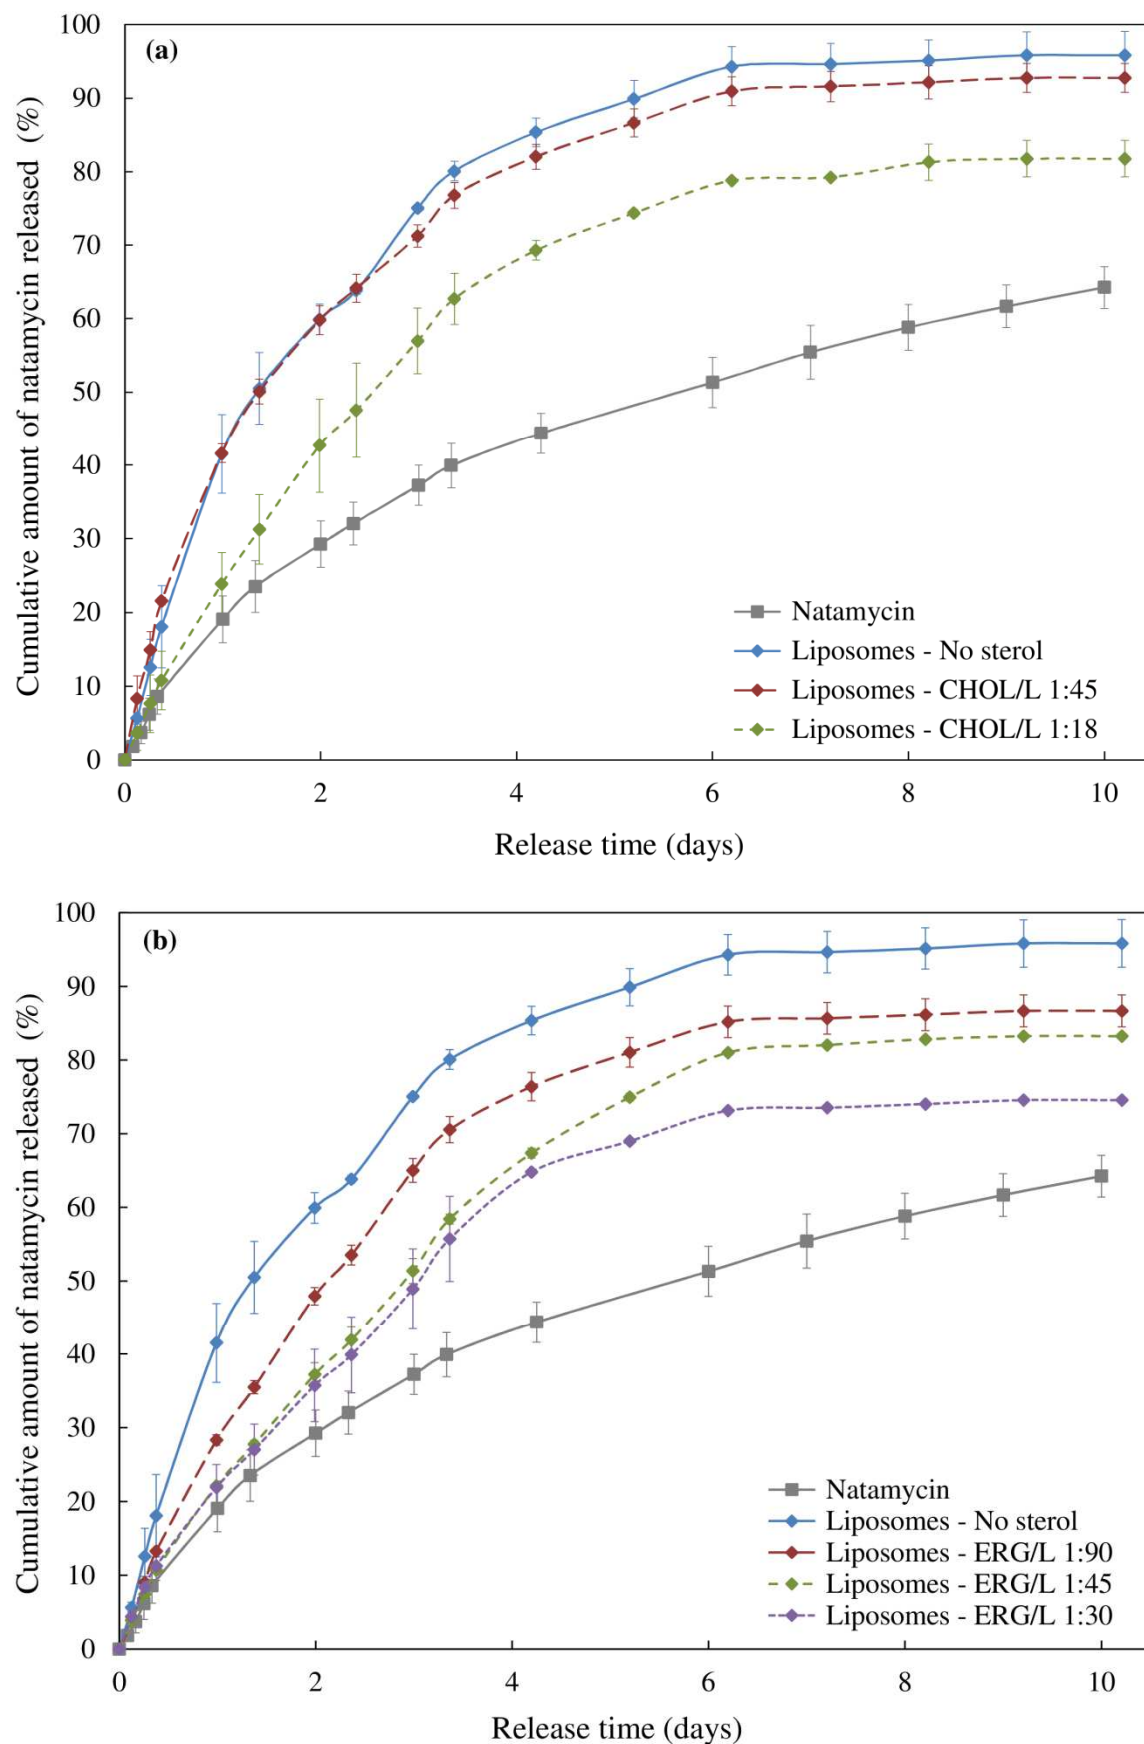 (a)
Cumulative amount of natamycin released (%)
100
90
80
70
60
50
40
30
20
10
0
0 2 4 6 8 10
Release time (days)
Natamycin
Liposomes - No sterol
Liposomes - CHOL/L 1:45
Liposomes - CHOL/L 1:18
(b)
Cumulative amount of natamycin released (%)
100
90
80
70
60
50
40
30
20
10
0
0 2 4 6 8 10
Release time (days)
Natamycin
Liposomes - No sterol
Liposomes - ERG/L 1:90
Liposomes - ERG/L 1:45
Liposomes - ERG/L 1:30